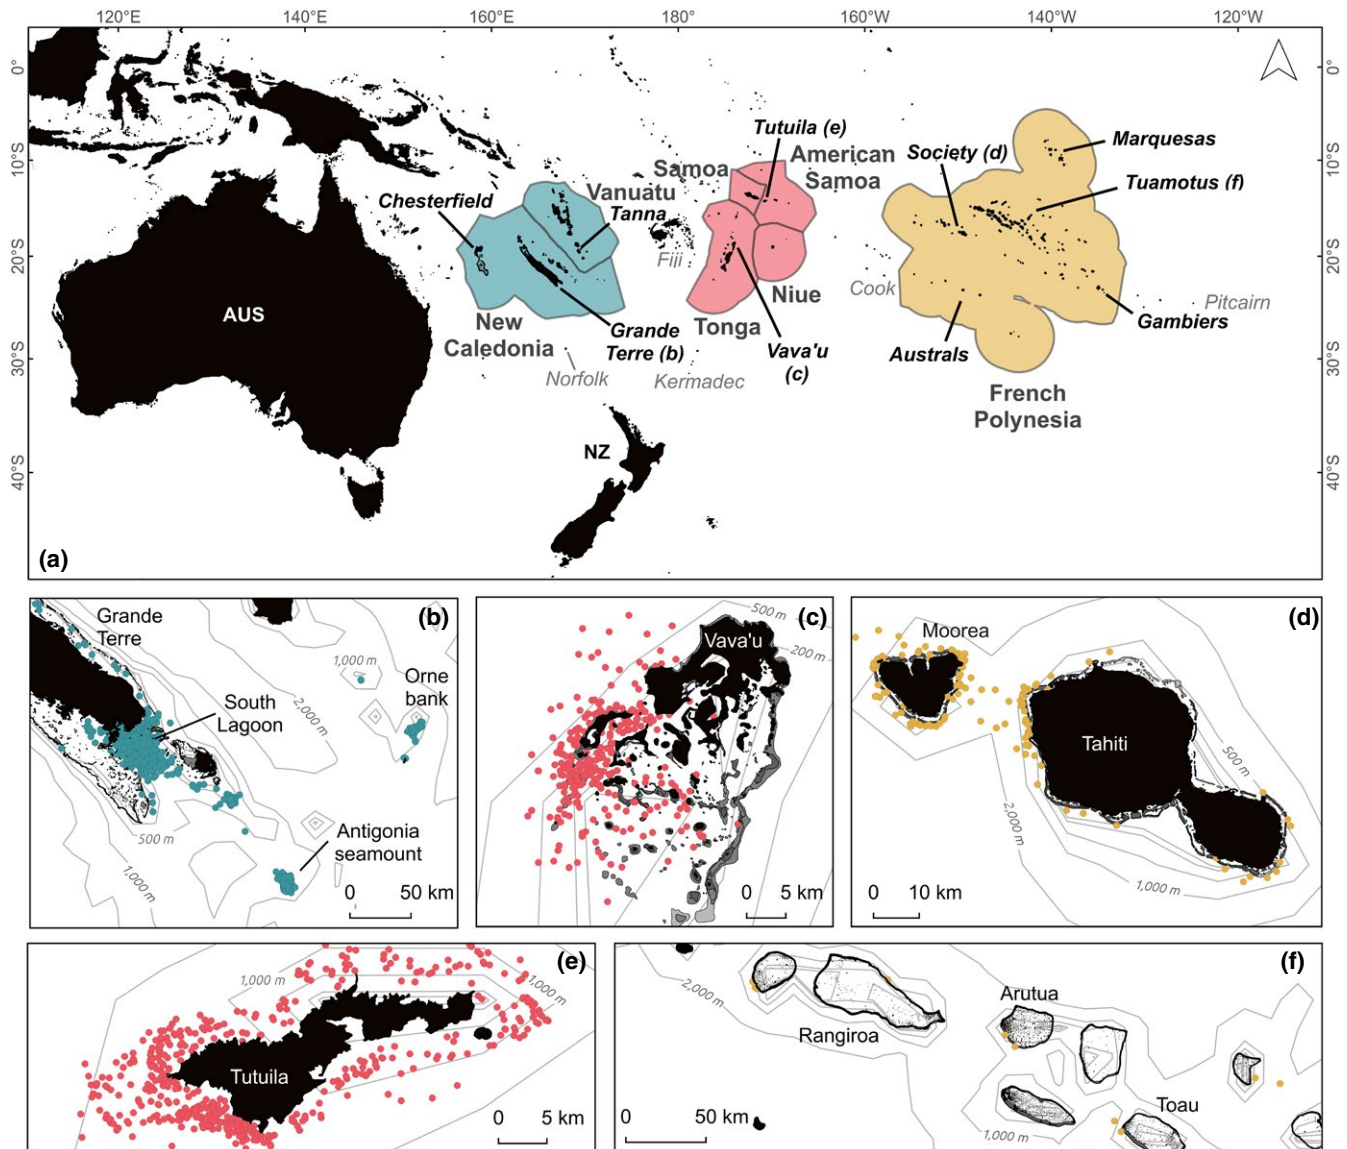 120°E 140°E 160°E 180° 160°W 140°W 120°W
0° 0°
10°S 10°S
20°S 20°S
30°S 30°S
40°S 40°S
Tutuila (e)
Samoa
American
Samoa
Society (d)
Marquesas
Tuamotus (f)
Vanuatu
Tanna
Chesterfield
Fiji
Cook
Niue
Pitcairn
Gambiers
AUS
New
Caledonia
Grande
Terre (b)
Tonga
Vava'u
(c)
Australs
Norfolk
Kermadec
French
Polynesia
NZ
(a)
(b)
Grande
Terre
1,000 m
Orne
bank
South
Lagoon
2,000 m
500 m
Antigonia
seamount
1,000 m
0 50 km
(c)
500 m
Vava'u
200 m
0 5 km
(d)
Moorea
Tahiti
500 m
2,000 m
1,000 m
0 10 km
(e)
1,000 m
1,000 m
Tutuila
0 5 km
(f)
2,000 m
Rangiroa
Arutua
Toau
1,000 m
0 50 km